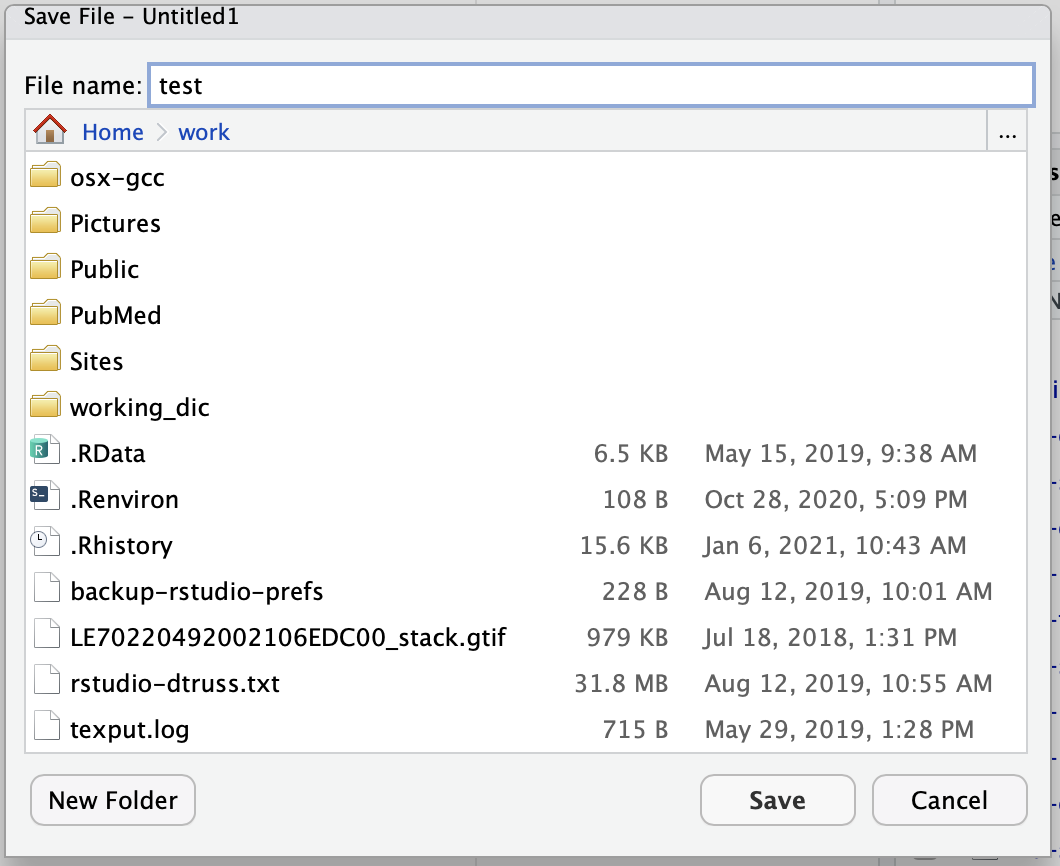 Save File – Untitled1
File name: test
Home > work ...
osx-gcc
Pictures
Public
PubMed
Sites
working_dic
.RData 6.5 KB May 15, 2019, 9:38 AM
.Renviron 108 B Oct 28, 2020, 5:09 PM
.Rhistory 15.6 KB Jan 6, 2021, 10:43 AM
backup-rstudio-prefs 228 B Aug 12, 2019, 10:01 AM
LE70220492002106EDC00_stack.gtif 979 KB Jul 18, 2018, 1:31 PM
rstudio-dtruss.txt 31.8 MB Aug 12, 2019, 10:55 AM
texput.log 715 B May 29, 2019, 1:28 PM
New Folder Save Cancel